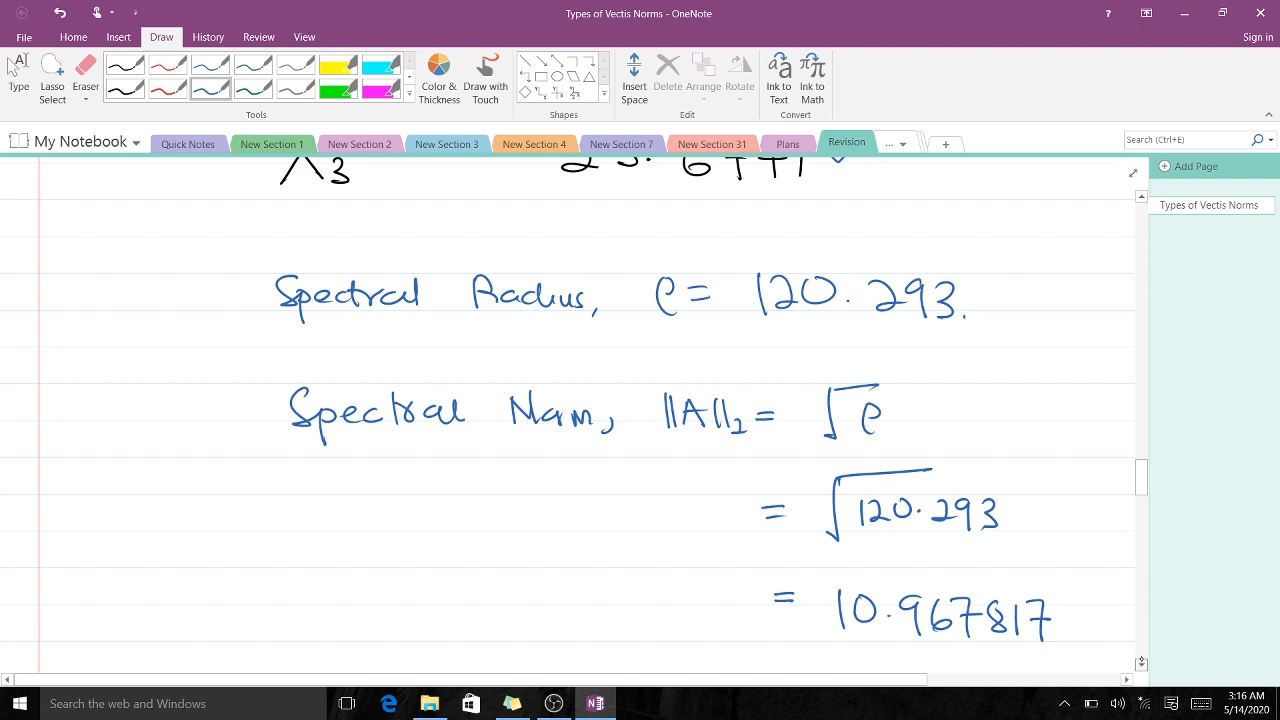 Types of Vectis Norms - OneNote
File Home Insert Draw History Review View Sign in
Type Lasso Select Eraser Color & Thickness Draw with Touch Insert Space Delete Arrange Rotate Ink to Text Ink to Math
Tools Shapes Edit Convert
My Notebook Quick Notes New Section 1 New Section 2 New Section 3 New Section 4 New Section 7 New Section 31 Plans Revision ... + Search (Ctrl+E)
Add Page
Types of Vectis Norms
λ3
Spectral Radius, ρ = 120.293.
Spectral Norm, ||A||2 = √ρ
= √120.293
= 10.967817
Search the web and Windows
3:16 AM
5/14/2020